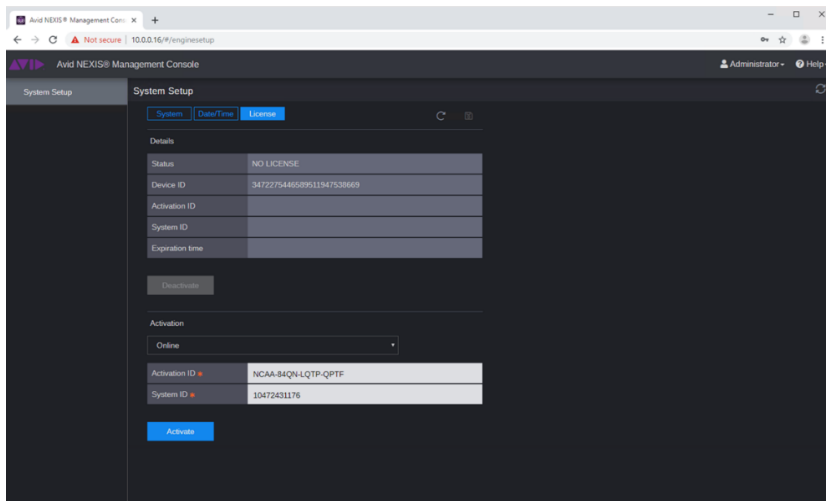 Avid NEXIS® Management Cons
Not secure 10.0.0.16/#/enginesetup
AVID Avid NEXIS® Management Console Administrator Help
System Setup
System Setup
System Date/Time License
Details
Status NO LICENSE
Device ID 3472275446589511947538669
Activation ID
System ID
Expiration time
Deactivate
Activation
Online
Activation ID NCAA-84QN-LQTP-QPTF
System ID 10472431176
Activate